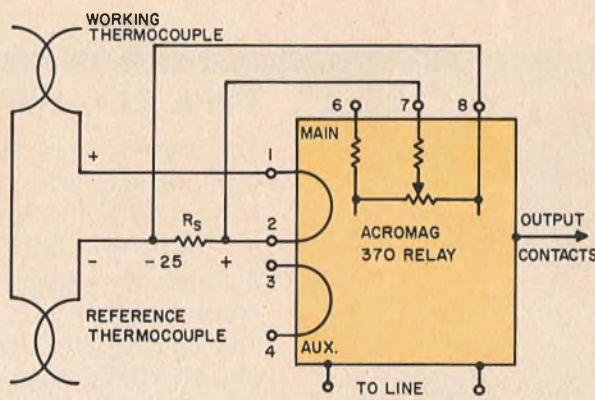 WORKING
THERMOCOUPLE
6 7 8
MAIN
+ 1
RS 2
- -25 + 3
ACROMAG
370 RELAY
OUTPUT
CONTACTS
REFERENCE
THERMOCOUPLE
4 AUX.
TO LINE